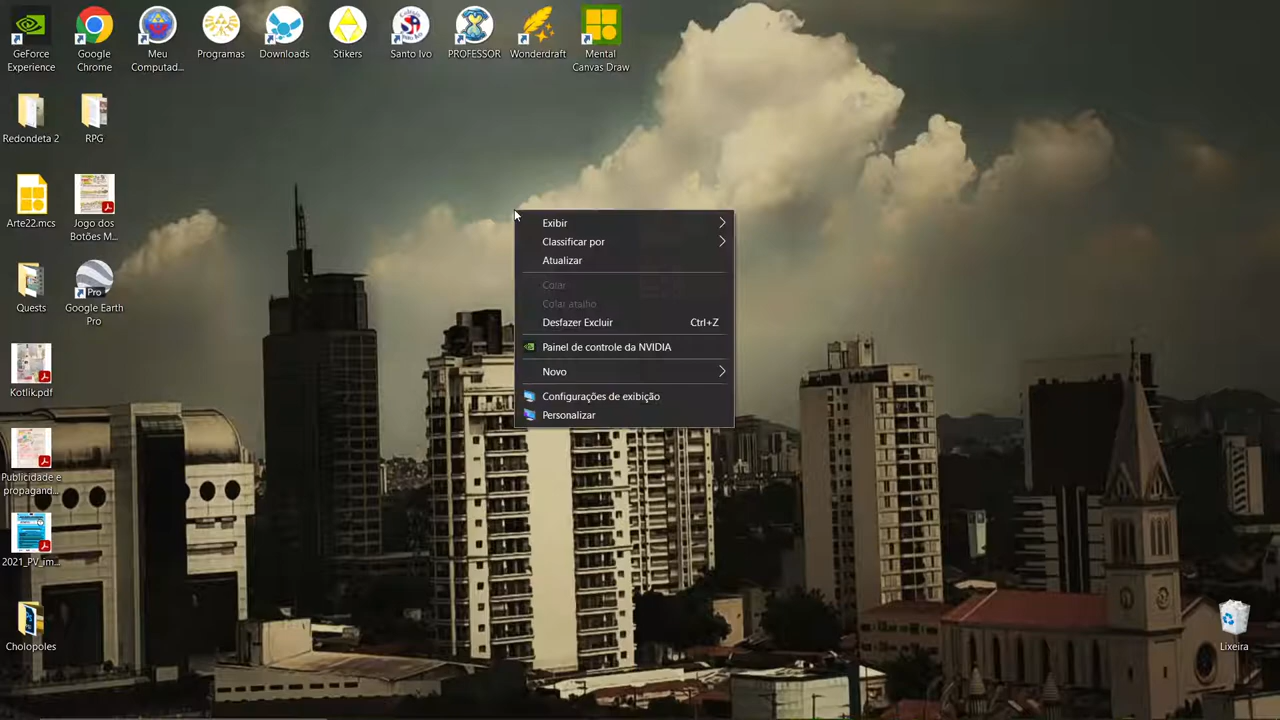 GeForce
Experience
Google
Chrome
Meu
Computad...
Programas
Downloads
Stikers
Santo Ivo
PROFESSOR
Wonderdraft
Mental
Canvas Draw
Redondeta 2
RPG
Arte22.mcs
Jogo dos
Botões M...
Quests
Pro
Google Earth
Pro
Kotlik.pdf
Publicidade e
propagand...
2021_PV_im...
Cholopoles
Exibir
Classificar por
Atualizar
Colar
Colar atalho
Desfazer Excluir Ctrl+Z
Painel de controle da NVIDIA
Novo
Configurações de exibição
Personalizar
Lixeira